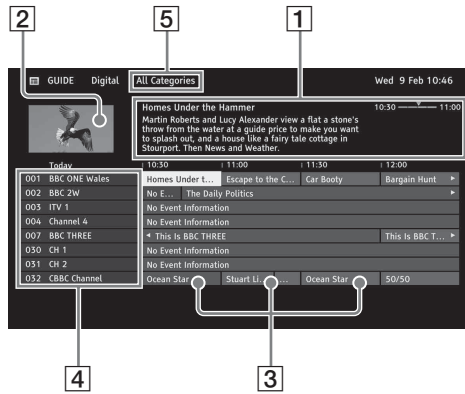 2 5 1
GUIDE Digital All Categories Wed 9 Feb 10:46
Homes Under the Hammer 10:30 11:00
Martin Roberts and Lucy Alexander view a flat a stone's
throw from the water at a guide price to make you want
to splash out, and a house like a fairy tale cottage in
Stourport. Then News and Weather.
Today 10:30 11:00 11:30 12:00
001 BBC ONE Wales Homes Under t... Escape to the C... Car Booty Bargain Hunt
002 BBC 2W No E... The Daily Politics
003 ITV 1 No Event Information
004 Channel 4 No Event Information
007 BBC THREE This Is BBC THREE This Is BBC T...
030 CH 1 No Event Information
031 CH 2 No Event Information
032 CBBC Channel Ocean Star Stuart Li... ... Ocean Star 50/50
4 3